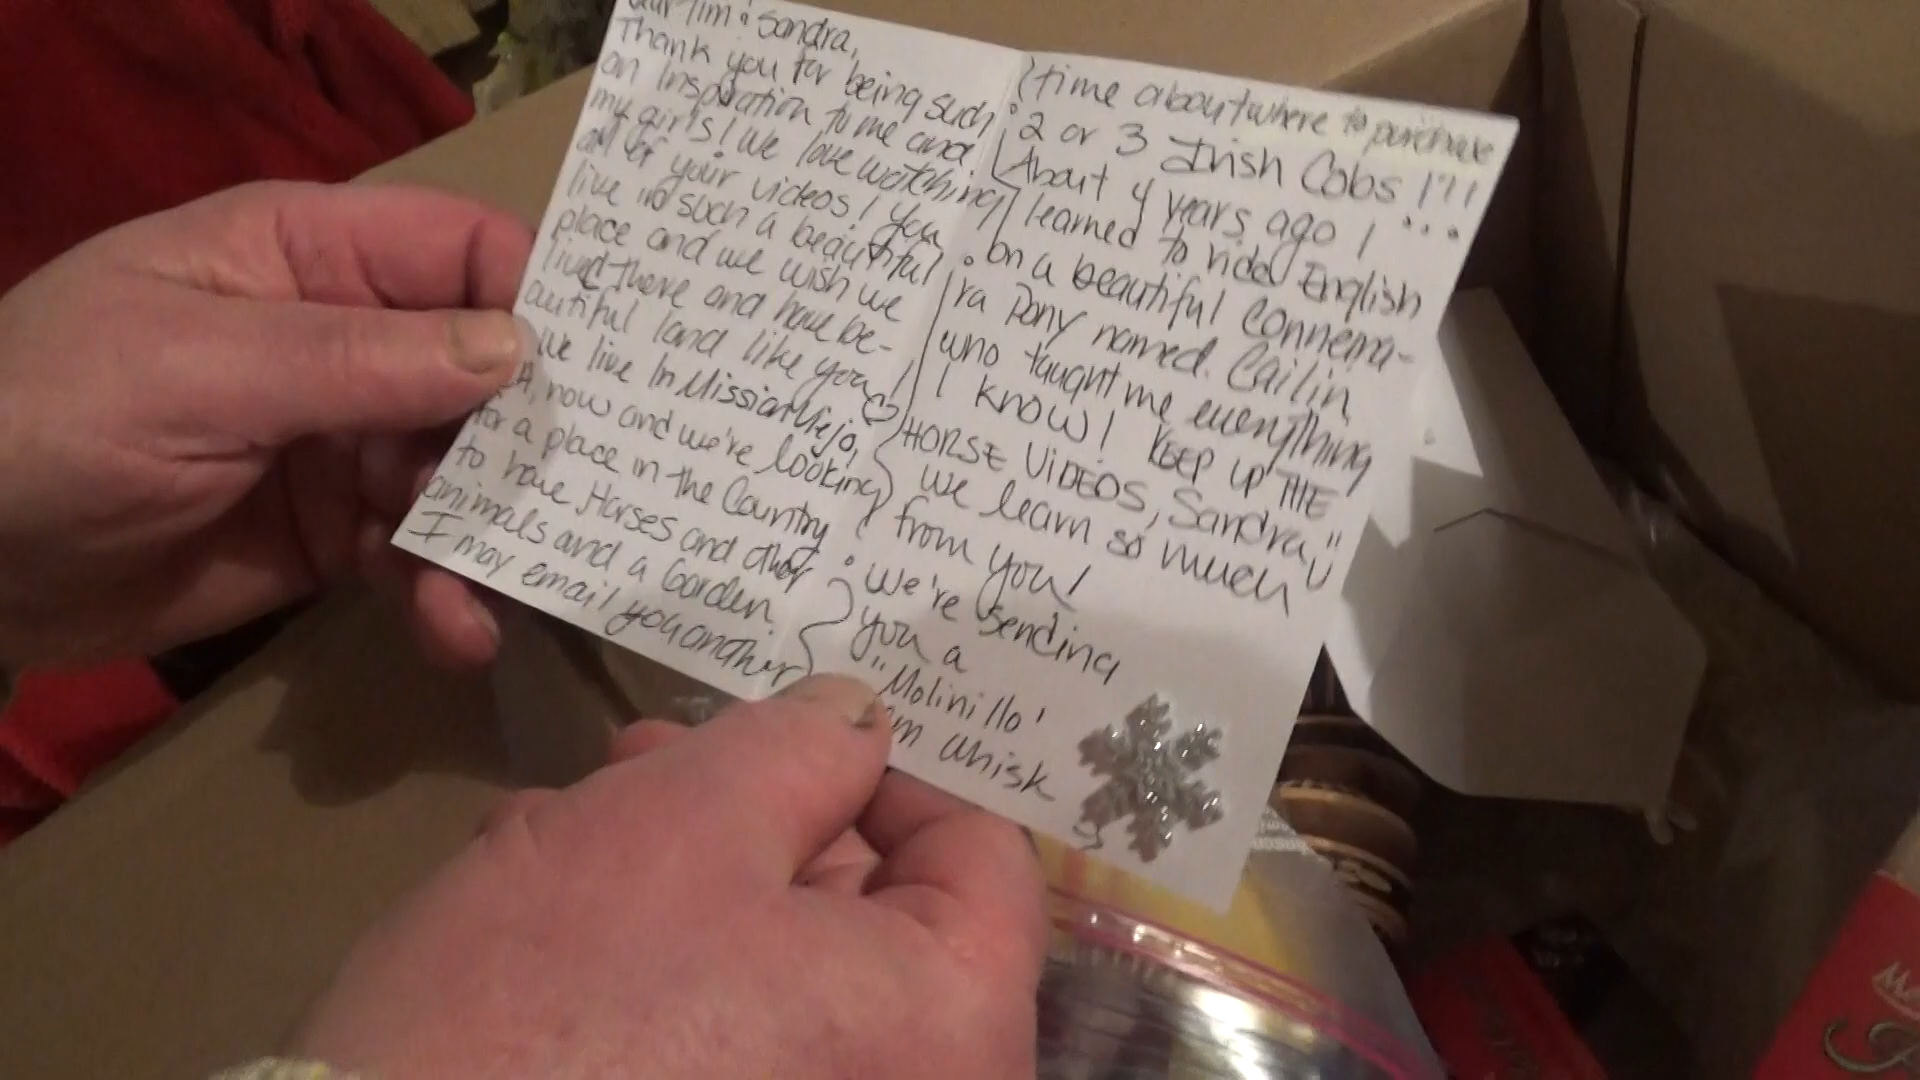 Tim & Sandra,
Thank you for being such
an Inspiration to me and
my girls! We love watching
all of your videos! You
live in such a beautiful
place and we wish we
lived there and have be-
autiful land like you!
We live In Mission Viejo,
now and we're looking
for a place in the Country
to have Horses and other
animals and a Garden.
I may email you another
time about where to purchase
2 or 3 Irish Cobs !!!
About 4 years ago I
learned to ride English
on a beautiful Connema-
ra Pony named Cailin
who taught me everything
I know! KEEP UP THE
HORSE VIDEOS, Sandra,
we learn so much
from you!
We're sending
you a
"Molinillo'
whisk